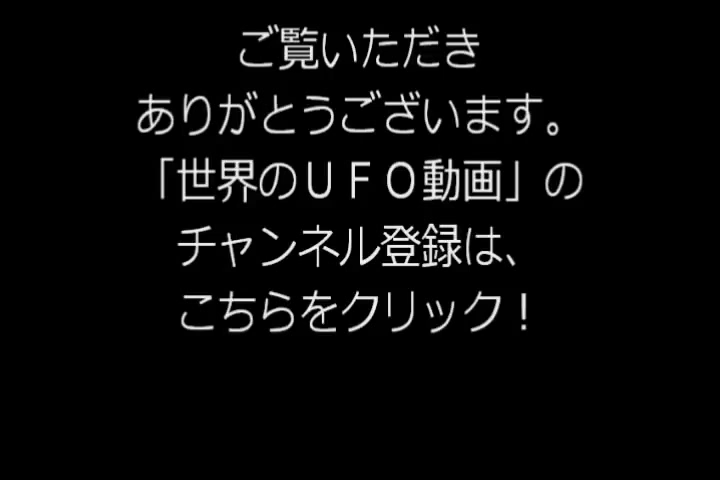 ご覧いただき
ありがとうございます。
「世界のＵＦＯ動画」の
チャンネル登録は、
こちらをクリック！